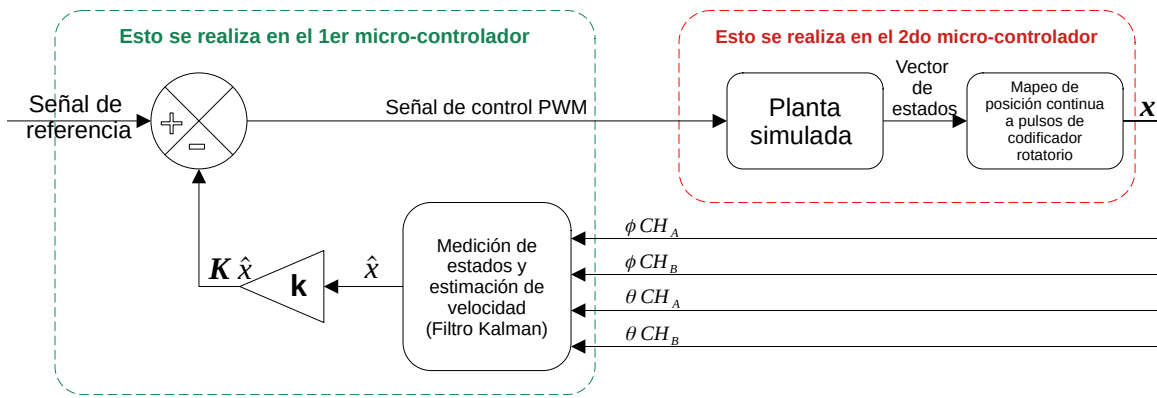 Esto se realiza en el 1er micro-controlador
Esto se realiza en el 2do micro-controlador
Señal de
referencia
+
-
Señal de control PWM
Planta
simulada
Vector
de
estados
Mapeo de
posición continua
a pulsos de
codificador
rotatorio
x
ϕ CH_A
ϕ CH_B
θ CH_A
θ CH_B
Medición de
estados y
estimación de
velocidad
(Filtro Kalman)
x̂
k
K x̂